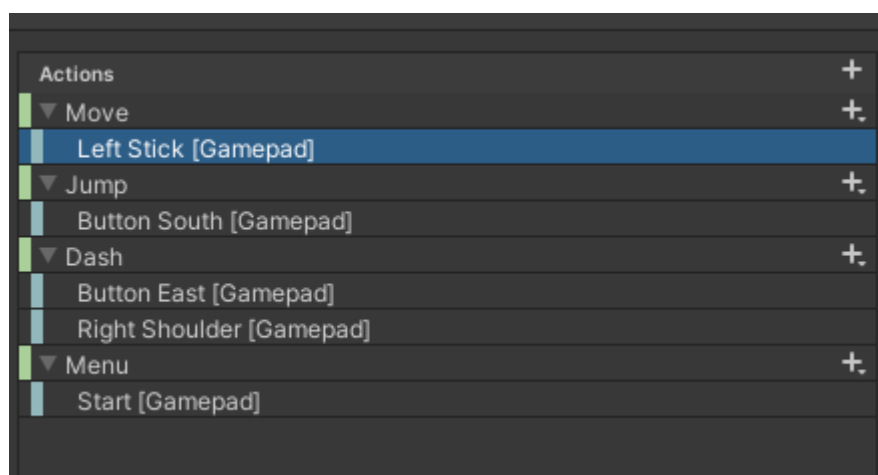 Actions
Move
Left Stick [Gamepad]
Jump
Button South [Gamepad]
Dash
Button East [Gamepad]
Right Shoulder [Gamepad]
Menu
Start [Gamepad]